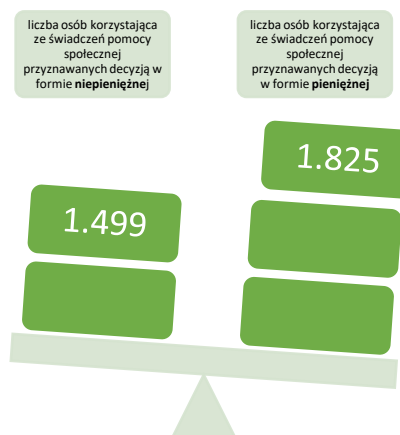 liczba osób korzystająca
ze świadczeń pomocy
społecznej
przyznawanych decyzją w
formie niepieniężnej
liczba osób korzystająca
ze świadczeń pomocy
społecznej
przyznawanych decyzją
w formie pieniężnej
1.499
1.825